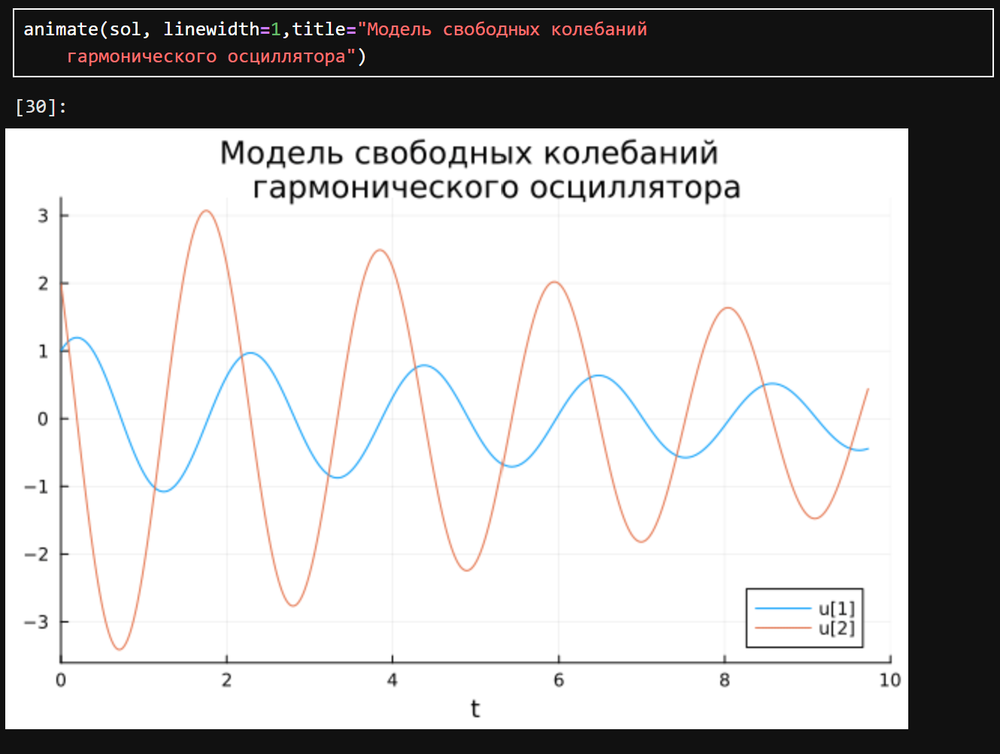 animate(sol, linewidth=1,title="Модель свободных колебаний
гармонического осциллятора")
[30]:
Модель свободных колебаний
гармонического осциллятора
3
2
1
0
−1
−2
−3
u[1]
u[2]
0 2 4 6 8 10
t